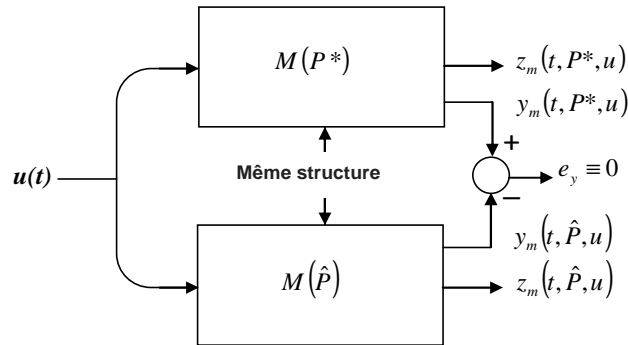 M(P*)
z_m(t, P*, u)
y_m(t, P*, u)
+
Même structure
u(t)
e_y ≡ 0
−
y_m(t, P̂, u)
M(P̂)
z_m(t, P̂, u)